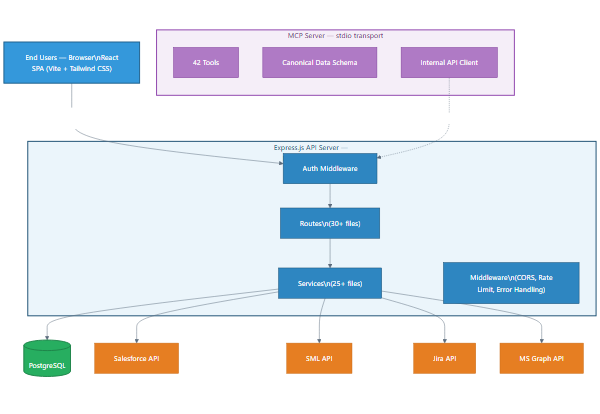 MCP Server — stdio transport
End Users — Browser\nReact
SPA (Vite + Tailwind CSS)
42 Tools
Canonical Data Schema
Internal API Client
Express.js API Server —
Auth Middleware
Routes\n(30+ files)
Services\n(25+ files)
Middleware\n(CORS, Rate
Limit, Error Handling)
PostgreSQL
Salesforce API
SML API
Jira API
MS Graph API